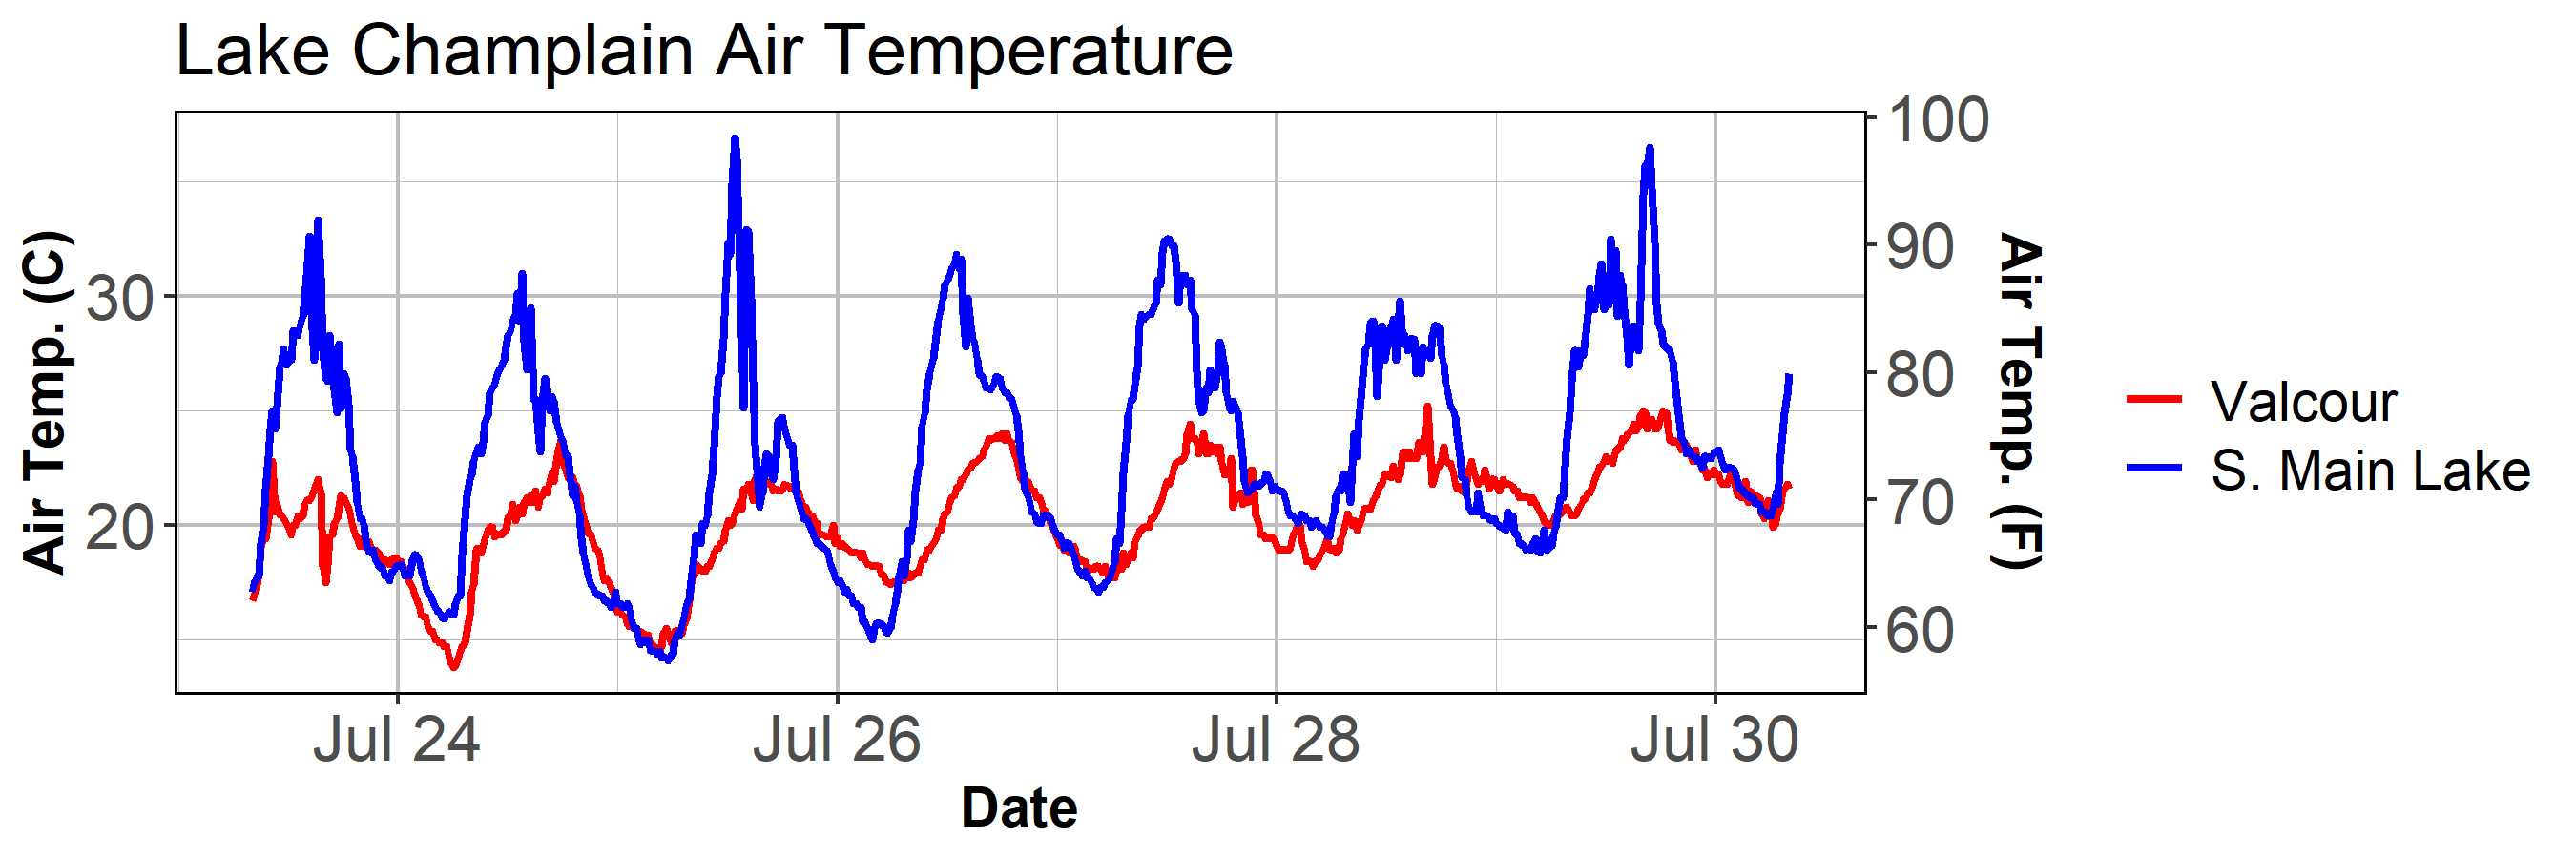 Lake Champlain Air Temperature
Air Temp. (C)
30
20
100
90
80
70
60
Air Temp. (F)
Jul 24
Jul 26
Jul 28
Jul 30
Date
Valcour
S. Main Lake